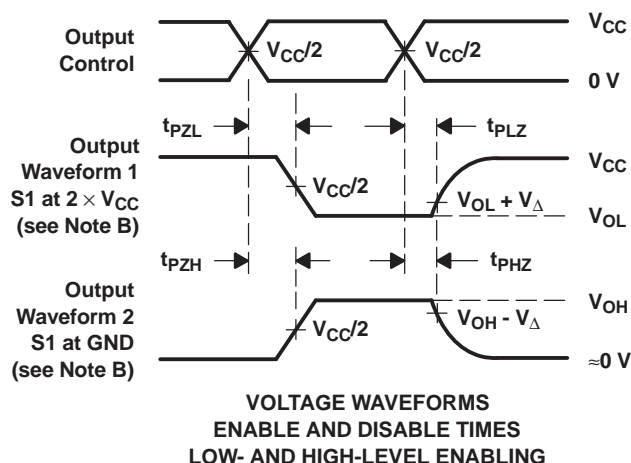 Output
Control
V_CC/2
V_CC/2
V_CC
0 V
t_PZL
t_PLZ
Output
Waveform 1
S1 at 2 × V_CC
(see Note B)
V_CC/2
V_CC
V_OL + V_Δ
V_OL
t_PZH
t_PHZ
Output
Waveform 2
S1 at GND
(see Note B)
V_CC/2
V_OH
V_OH - V_Δ
≈0 V
VOLTAGE WAVEFORMS
ENABLE AND DISABLE TIMES
LOW- AND HIGH-LEVEL ENABLING